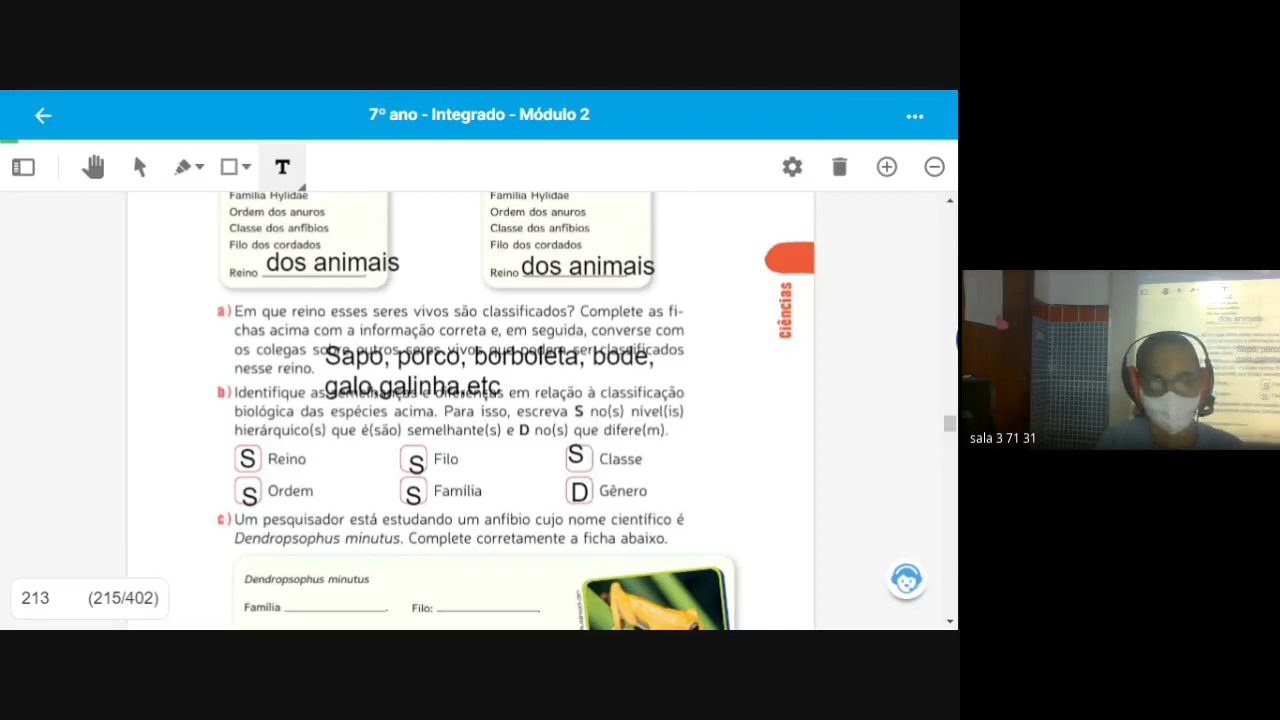 7º ano - Integrado - Módulo 2
T
Família Hylidae
Ordem dos anuros
Classe dos anfíbios
Filo dos cordados
Reino dos animais
Família Hylidae
Ordem dos anuros
Classe dos anfíbios
Filo dos cordados
Reino dos animais
Ciências
a) Em que reino esses seres vivos são classificados? Complete as fi-
chas acima com a informação correta e, em seguida, converse com
os colegas sobre outros seres vivos que podem ser classificados
nesse reino.
Sapo, porco, borboleta, bode,
galo,galinha,etc
b) Identifique as semelhanças e diferenças em relação à classificação
biológica das espécies acima. Para isso, escreva S no(s) nível(is)
hierárquico(s) que é(são) semelhante(s) e D no(s) que difere(m).
S Reino S Filo S Classe
S Ordem S Família D Gênero
c) Um pesquisador está estudando um anfíbio cujo nome científico é
Dendropsophus minutus. Complete corretamente a ficha abaixo.
Dendropsophus minutus
Família Filo:
213 (215/402)
sala 3 71 31